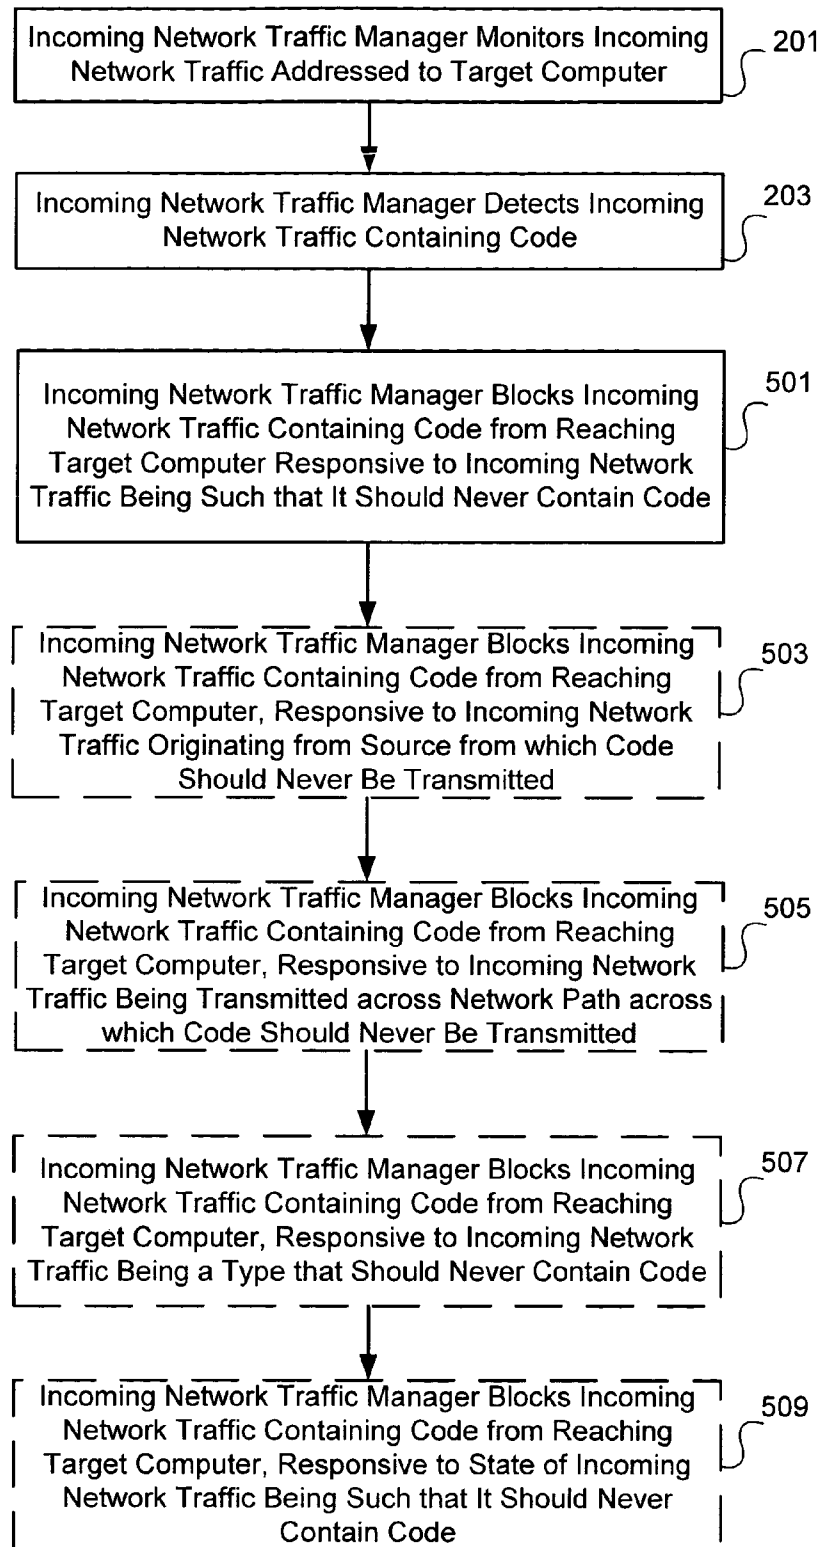 Incoming Network Traffic Manager Monitors Incoming
Network Traffic Addressed to Target Computer
201
Incoming Network Traffic Manager Detects Incoming
Network Traffic Containing Code
203
Incoming Network Traffic Manager Blocks Incoming
Network Traffic Containing Code from Reaching
Target Computer Responsive to Incoming Network
Traffic Being Such that It Should Never Contain Code
501
Incoming Network Traffic Manager Blocks Incoming
Network Traffic Containing Code from Reaching
Target Computer, Responsive to Incoming Network
Traffic Originating from Source from which Code
Should Never Be Transmitted
503
Incoming Network Traffic Manager Blocks Incoming
Network Traffic Containing Code from Reaching
Target Computer, Responsive to Incoming Network
Traffic Being Transmitted across Network Path across
which Code Should Never Be Transmitted
505
Incoming Network Traffic Manager Blocks Incoming
Network Traffic Containing Code from Reaching
Target Computer, Responsive to Incoming Network
Traffic Being a Type that Should Never Contain Code
507
Incoming Network Traffic Manager Blocks Incoming
Network Traffic Containing Code from Reaching
Target Computer, Responsive to State of Incoming
Network Traffic Being Such that It Should Never
Contain Code
509